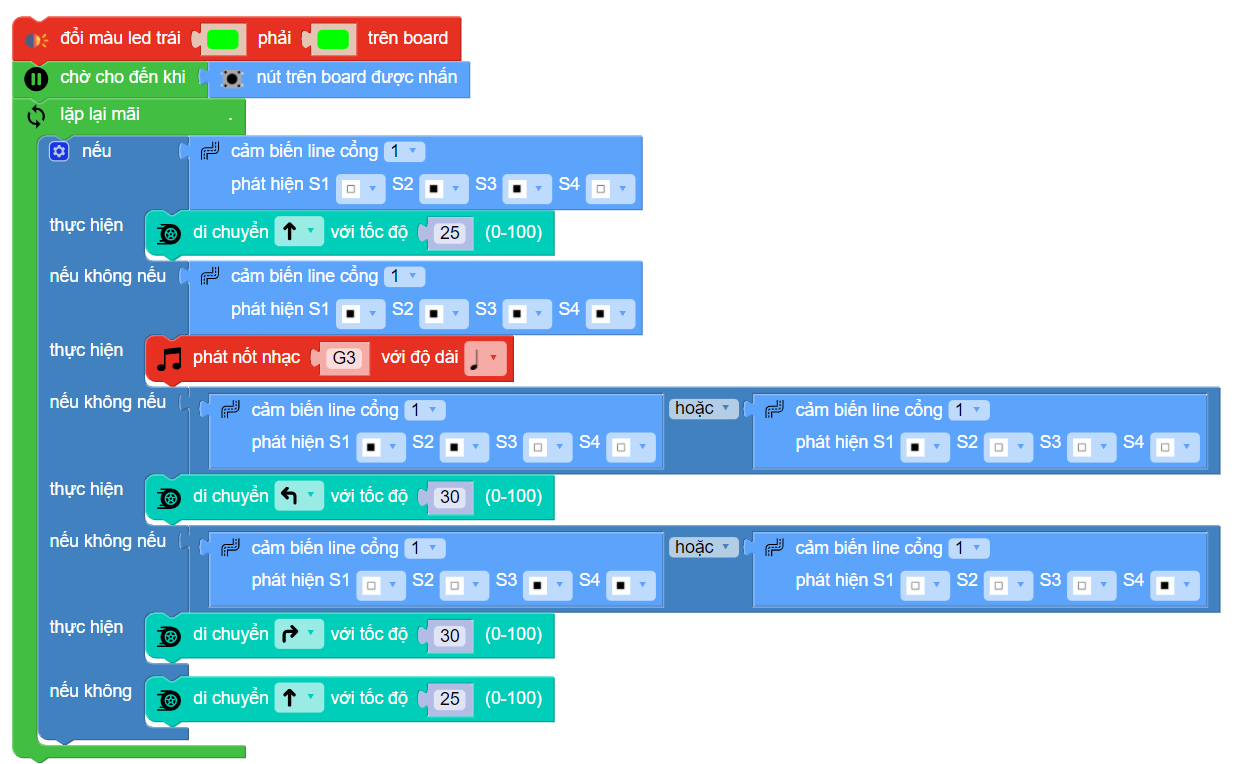 đổi màu led trái phải trên board
chờ cho đến khi nút trên board được nhấn
lặp lại mãi .
nếu cảm biến line cổng 1
phát hiện S1 S2 S3 S4
thực hiện di chuyển với tốc độ 25 (0-100)
nếu không nếu cảm biến line cổng 1
phát hiện S1 S2 S3 S4
thực hiện phát nốt nhạc G3 với độ dài
nếu không nếu cảm biến line cổng 1 hoặc cảm biến line cổng 1
phát hiện S1 S2 S3 S4 phát hiện S1 S2 S3 S4
thực hiện di chuyển với tốc độ 30 (0-100)
nếu không nếu cảm biến line cổng 1 hoặc cảm biến line cổng 1
phát hiện S1 S2 S3 S4 phát hiện S1 S2 S3 S4
thực hiện di chuyển với tốc độ 30 (0-100)
nếu không di chuyển với tốc độ 25 (0-100)